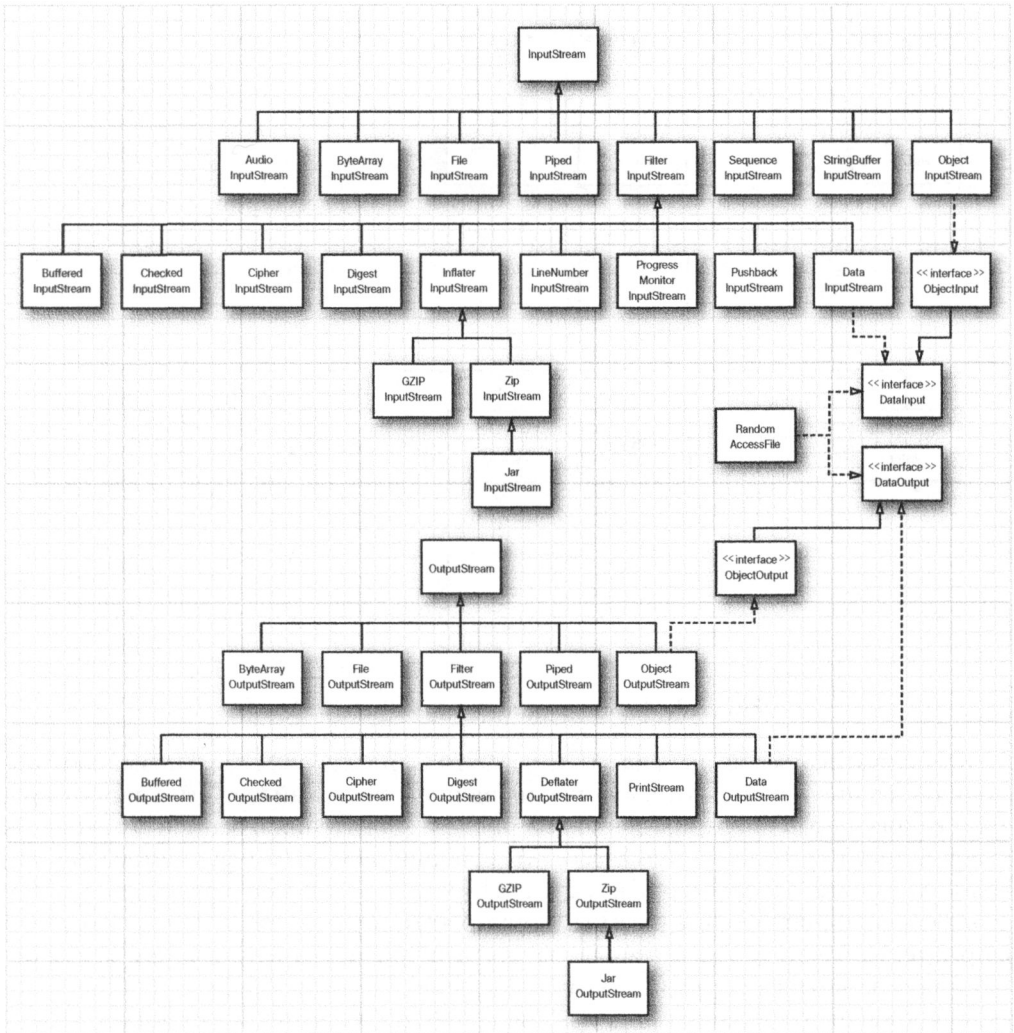 InputStream
Audio
InputStream
ByteArray
InputStream
File
InputStream
Piped
InputStream
Filter
InputStream
Sequence
InputStream
StringBuffer
InputStream
Object
InputStream
Buffered
InputStream
Checked
InputStream
Cipher
InputStream
Digest
InputStream
Inflater
InputStream
LineNumber
InputStream
Progress
Monitor
InputStream
Pushback
InputStream
Data
InputStream
<< interface >>
ObjectInput
GZIP
InputStream
Zip
InputStream
<< interface >>
DataInput
Random
AccessFile
Jar
InputStream
<< interface >>
DataOutput
OutputStream
<< interface >>
ObjectOutput
ByteArray
OutputStream
File
OutputStream
Filter
OutputStream
Piped
OutputStream
Object
OutputStream
Buffered
OutputStream
Checked
OutputStream
Cipher
OutputStream
Digest
OutputStream
Deflater
OutputStream
PrintStream
Data
OutputStream
GZIP
OutputStream
Zip
OutputStream
Jar
OutputStream